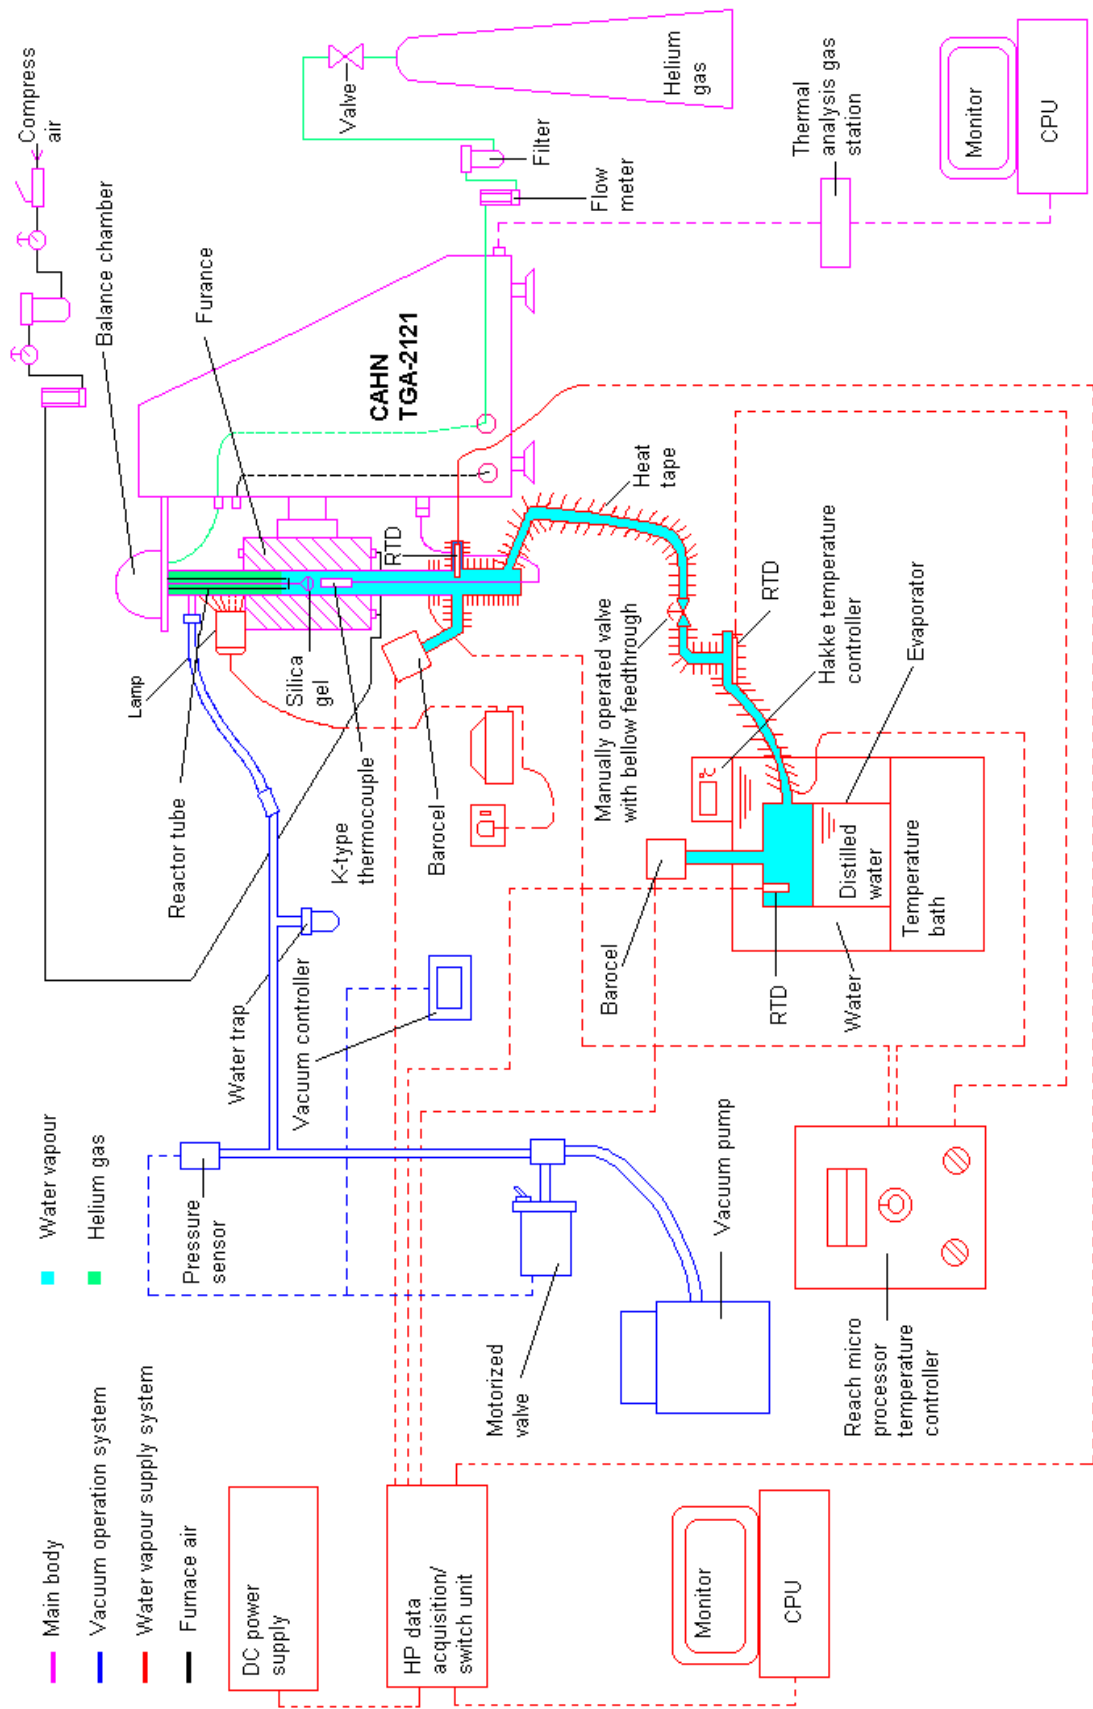 Main body
Vacuum operation system
Water vapour supply system
Furnace air
Water vapour
Helium gas
Compress
air
Balance chamber
Furance
Valve
Helium
gas
Filter
Flow
meter
Thermal
analysis gas
station
Monitor
CPU
CAHN
TGA-2121
Lamp
Reactor tube
Silica
gel
K-type
thermocouple
RTD
Barocel
Heat
tape
Manually operated valve
with bellow feedthrough
RTD
Hakke temperature
controller
Evaporator
°c
Distilled
water
Temperature
bath
Barocel
RTD
Water
Water trap
Vacuum controller
Pressure
sensor
Motorized
valve
Vacuum pump
Reach micro
processor
temperature
controller
DC power
supply
HP data
acquisition/
switch unit
Monitor
CPU